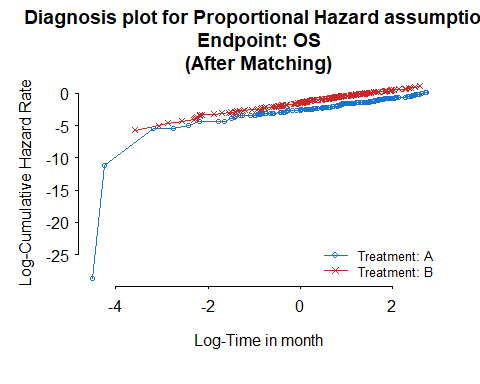 Diagnosis plot for Proportional Hazard assumptio
Endpoint: OS
(After Matching)
Log-Cumulative Hazard Rate
0
-5
-10
-15
-20
-25
Treatment: A
Treatment: B
-4
-2
0
2
Log-Time in month